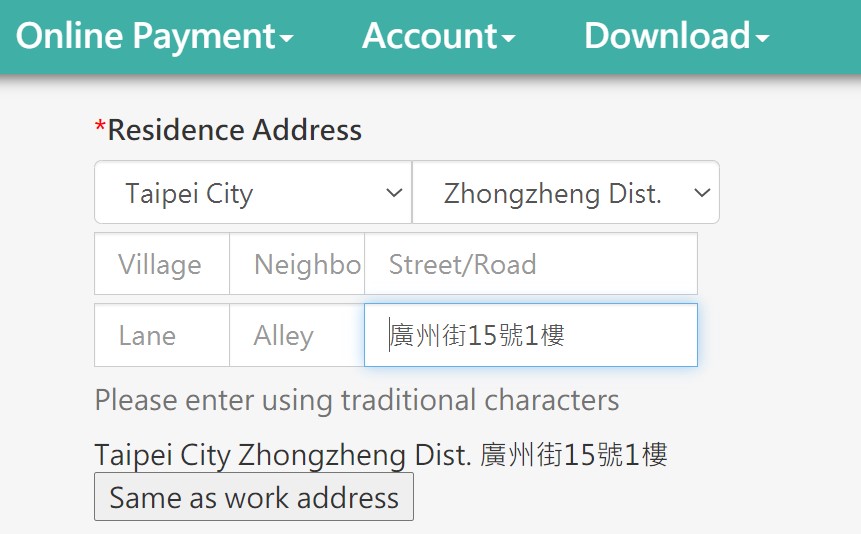 Online Payment Account Download
*Residence Address
Taipei City Zhongzheng Dist.
Village Neighbo Street/Road
Lane Alley 廣州街15號1樓
Please enter using traditional characters
Taipei City Zhongzheng Dist. 廣州街15號1樓
Same as work address